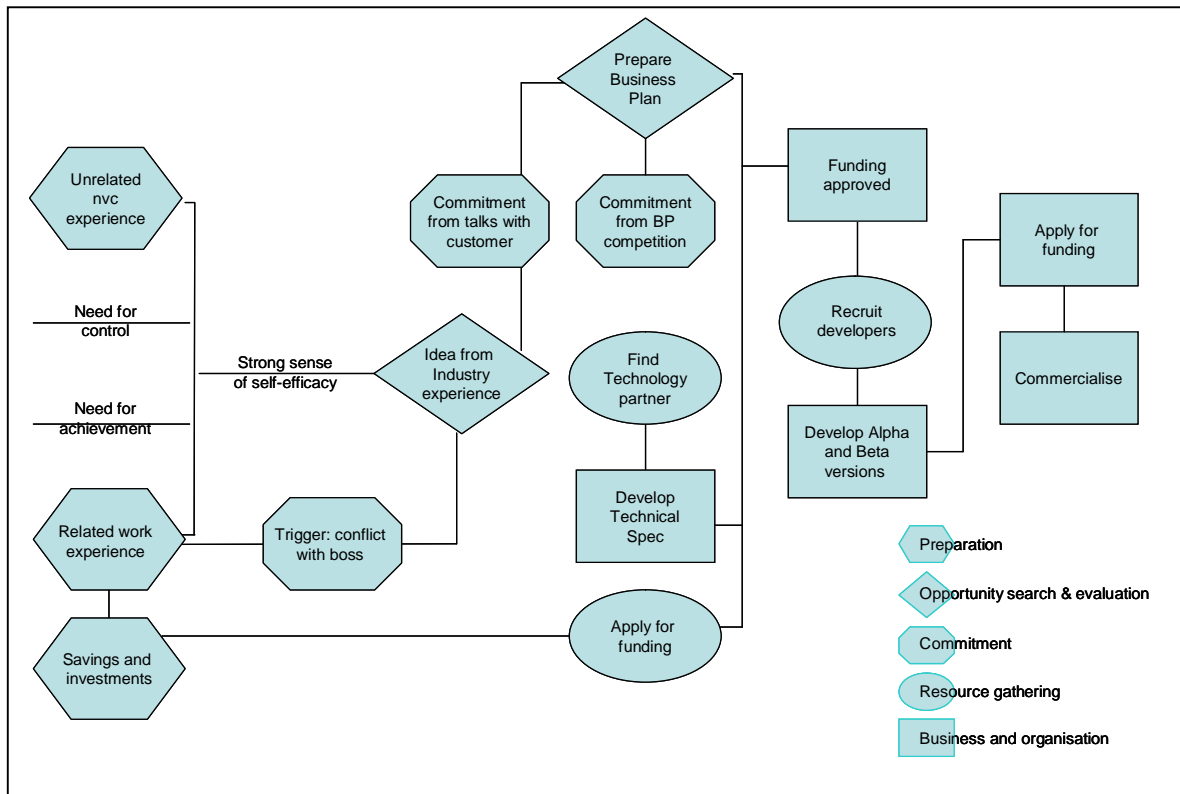 Prepare
Business
Plan
Unrelated
nvc
experience
Commitment
from talks with
customer
Commitment
from BP
competition
Funding
approved
Apply for
funding
Need for
control
Strong sense
of self-efficacy
Idea from
Industry
experience
Find
Technology
partner
Recruit
developers
Commercialise
Need for
achievement
Develop Alpha
and Beta
versions
Related work
experience
Trigger: conflict
with boss
Develop
Technical
Spec
Savings and
investments
Apply for
funding
Preparation
Opportunity search & evaluation
Commitment
Resource gathering
Business and organisation